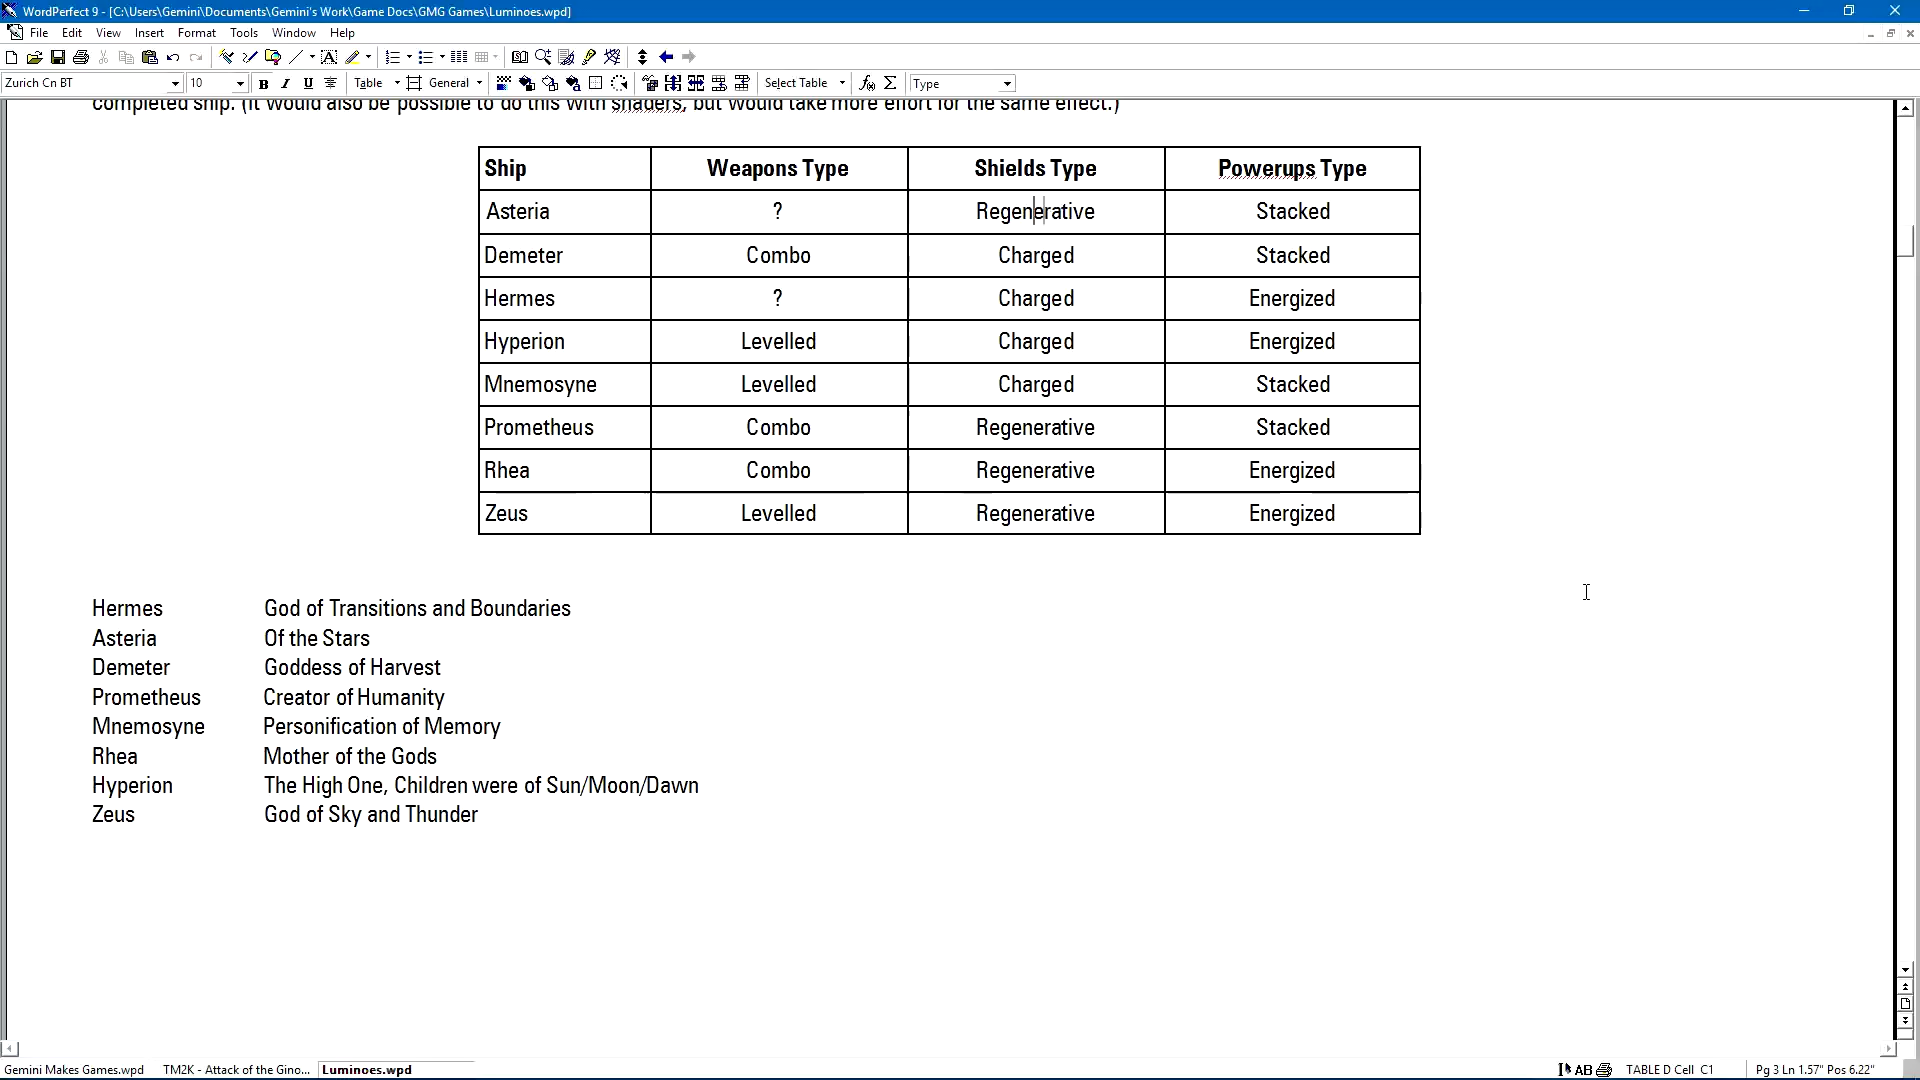 WordPerfect 9 - [C:\Users\Gemini\Documents\Gemini's Work\Game Docs\GMG Games\Luminoes.wpd]
File Edit View Insert Format Tools Window Help
Zurich Cn BT 10 B I U Table General Select Table Type
completed ship. (It would also be possible to do this with shaders, but would take more effort for the same effect.)
Ship Weapons Type Shields Type Powerups Type
Asteria ? Regenerative Stacked
Demeter Combo Charged Stacked
Hermes ? Charged Energized
Hyperion Levelled Charged Energized
Mnemosyne Levelled Charged Stacked
Prometheus Combo Regenerative Stacked
Rhea Combo Regenerative Energized
Zeus Levelled Regenerative Energized
Hermes God of Transitions and Boundaries
Asteria Of the Stars
Demeter Goddess of Harvest
Prometheus Creator of Humanity
Mnemosyne Personification of Memory
Rhea Mother of the Gods
Hyperion The High One, Children were of Sun/Moon/Dawn
Zeus God of Sky and Thunder
Gemini Makes Games.wpd TM2K - Attack of the Gino... Luminoes.wpd AB TABLE D Cell C1 Pg 3 Ln 1.57" Pos 6.22"